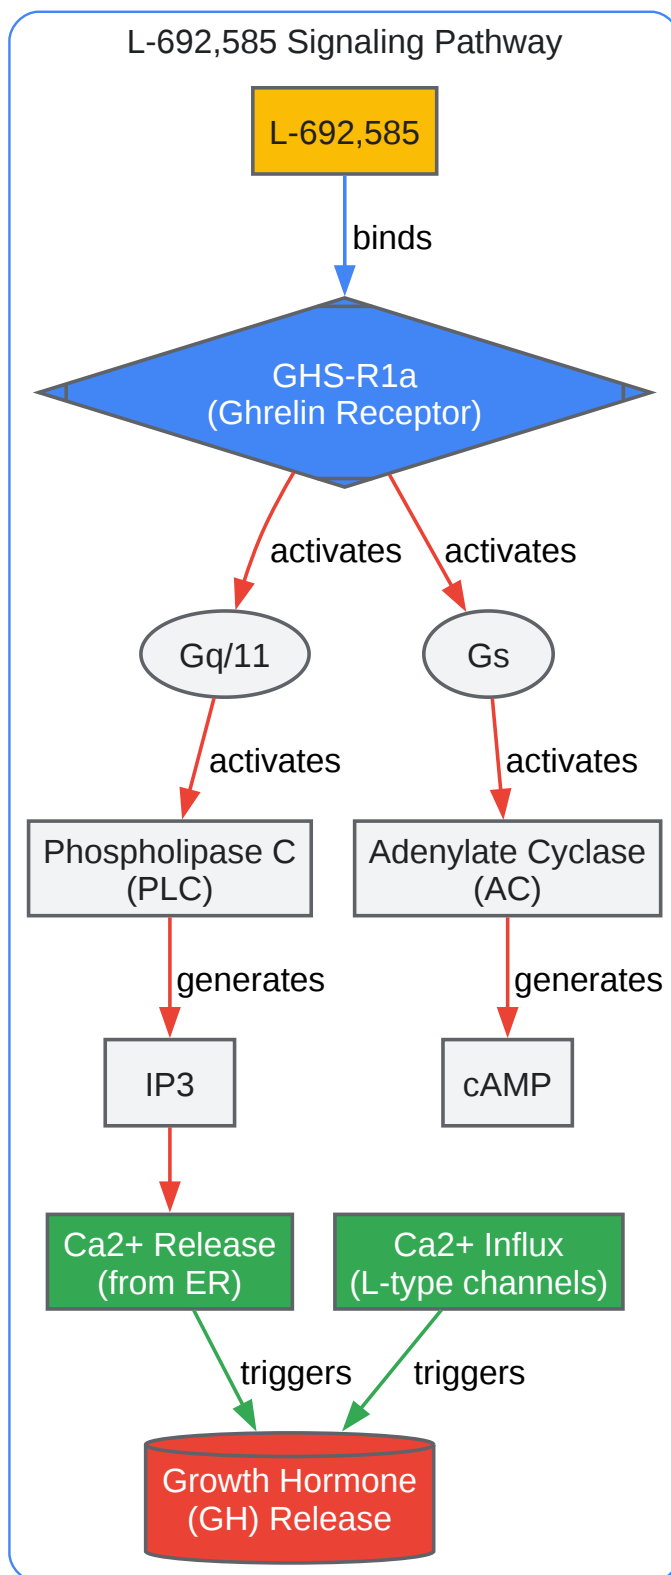 L-692,585 Signaling Pathway
L-692,585
binds
GHS-R1a
(Ghrelin Receptor)
activates
activates
Gq/11
Gs
activates
activates
Phospholipase C
(PLC)
Adenylate Cyclase
(AC)
generates
generates
IP3
cAMP
Ca2+ Release
(from ER)
Ca2+ Influx
(L-type channels)
triggers
triggers
Growth Hormone
(GH) Release